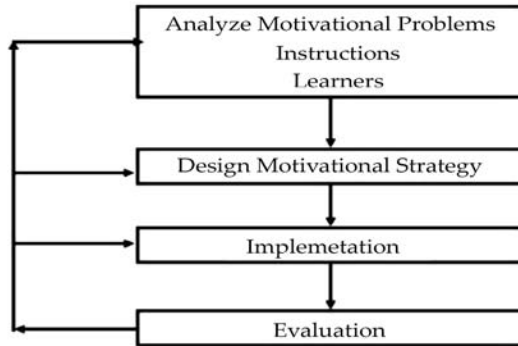 Analyze Motivational Problems
Instructions
Learners
Design Motivational Strategy
Implemetation
Evaluation